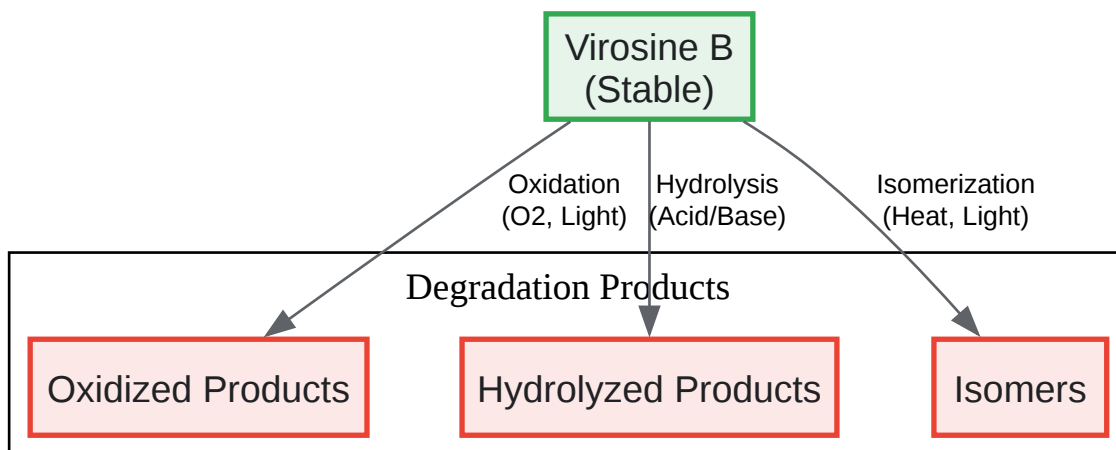 Virosine B
(Stable)
Oxidation
(O2, Light)
Hydrolysis
(Acid/Base)
Isomerization
(Heat, Light)
Degradation Products
Oxidized Products
Hydrolyzed Products
Isomers